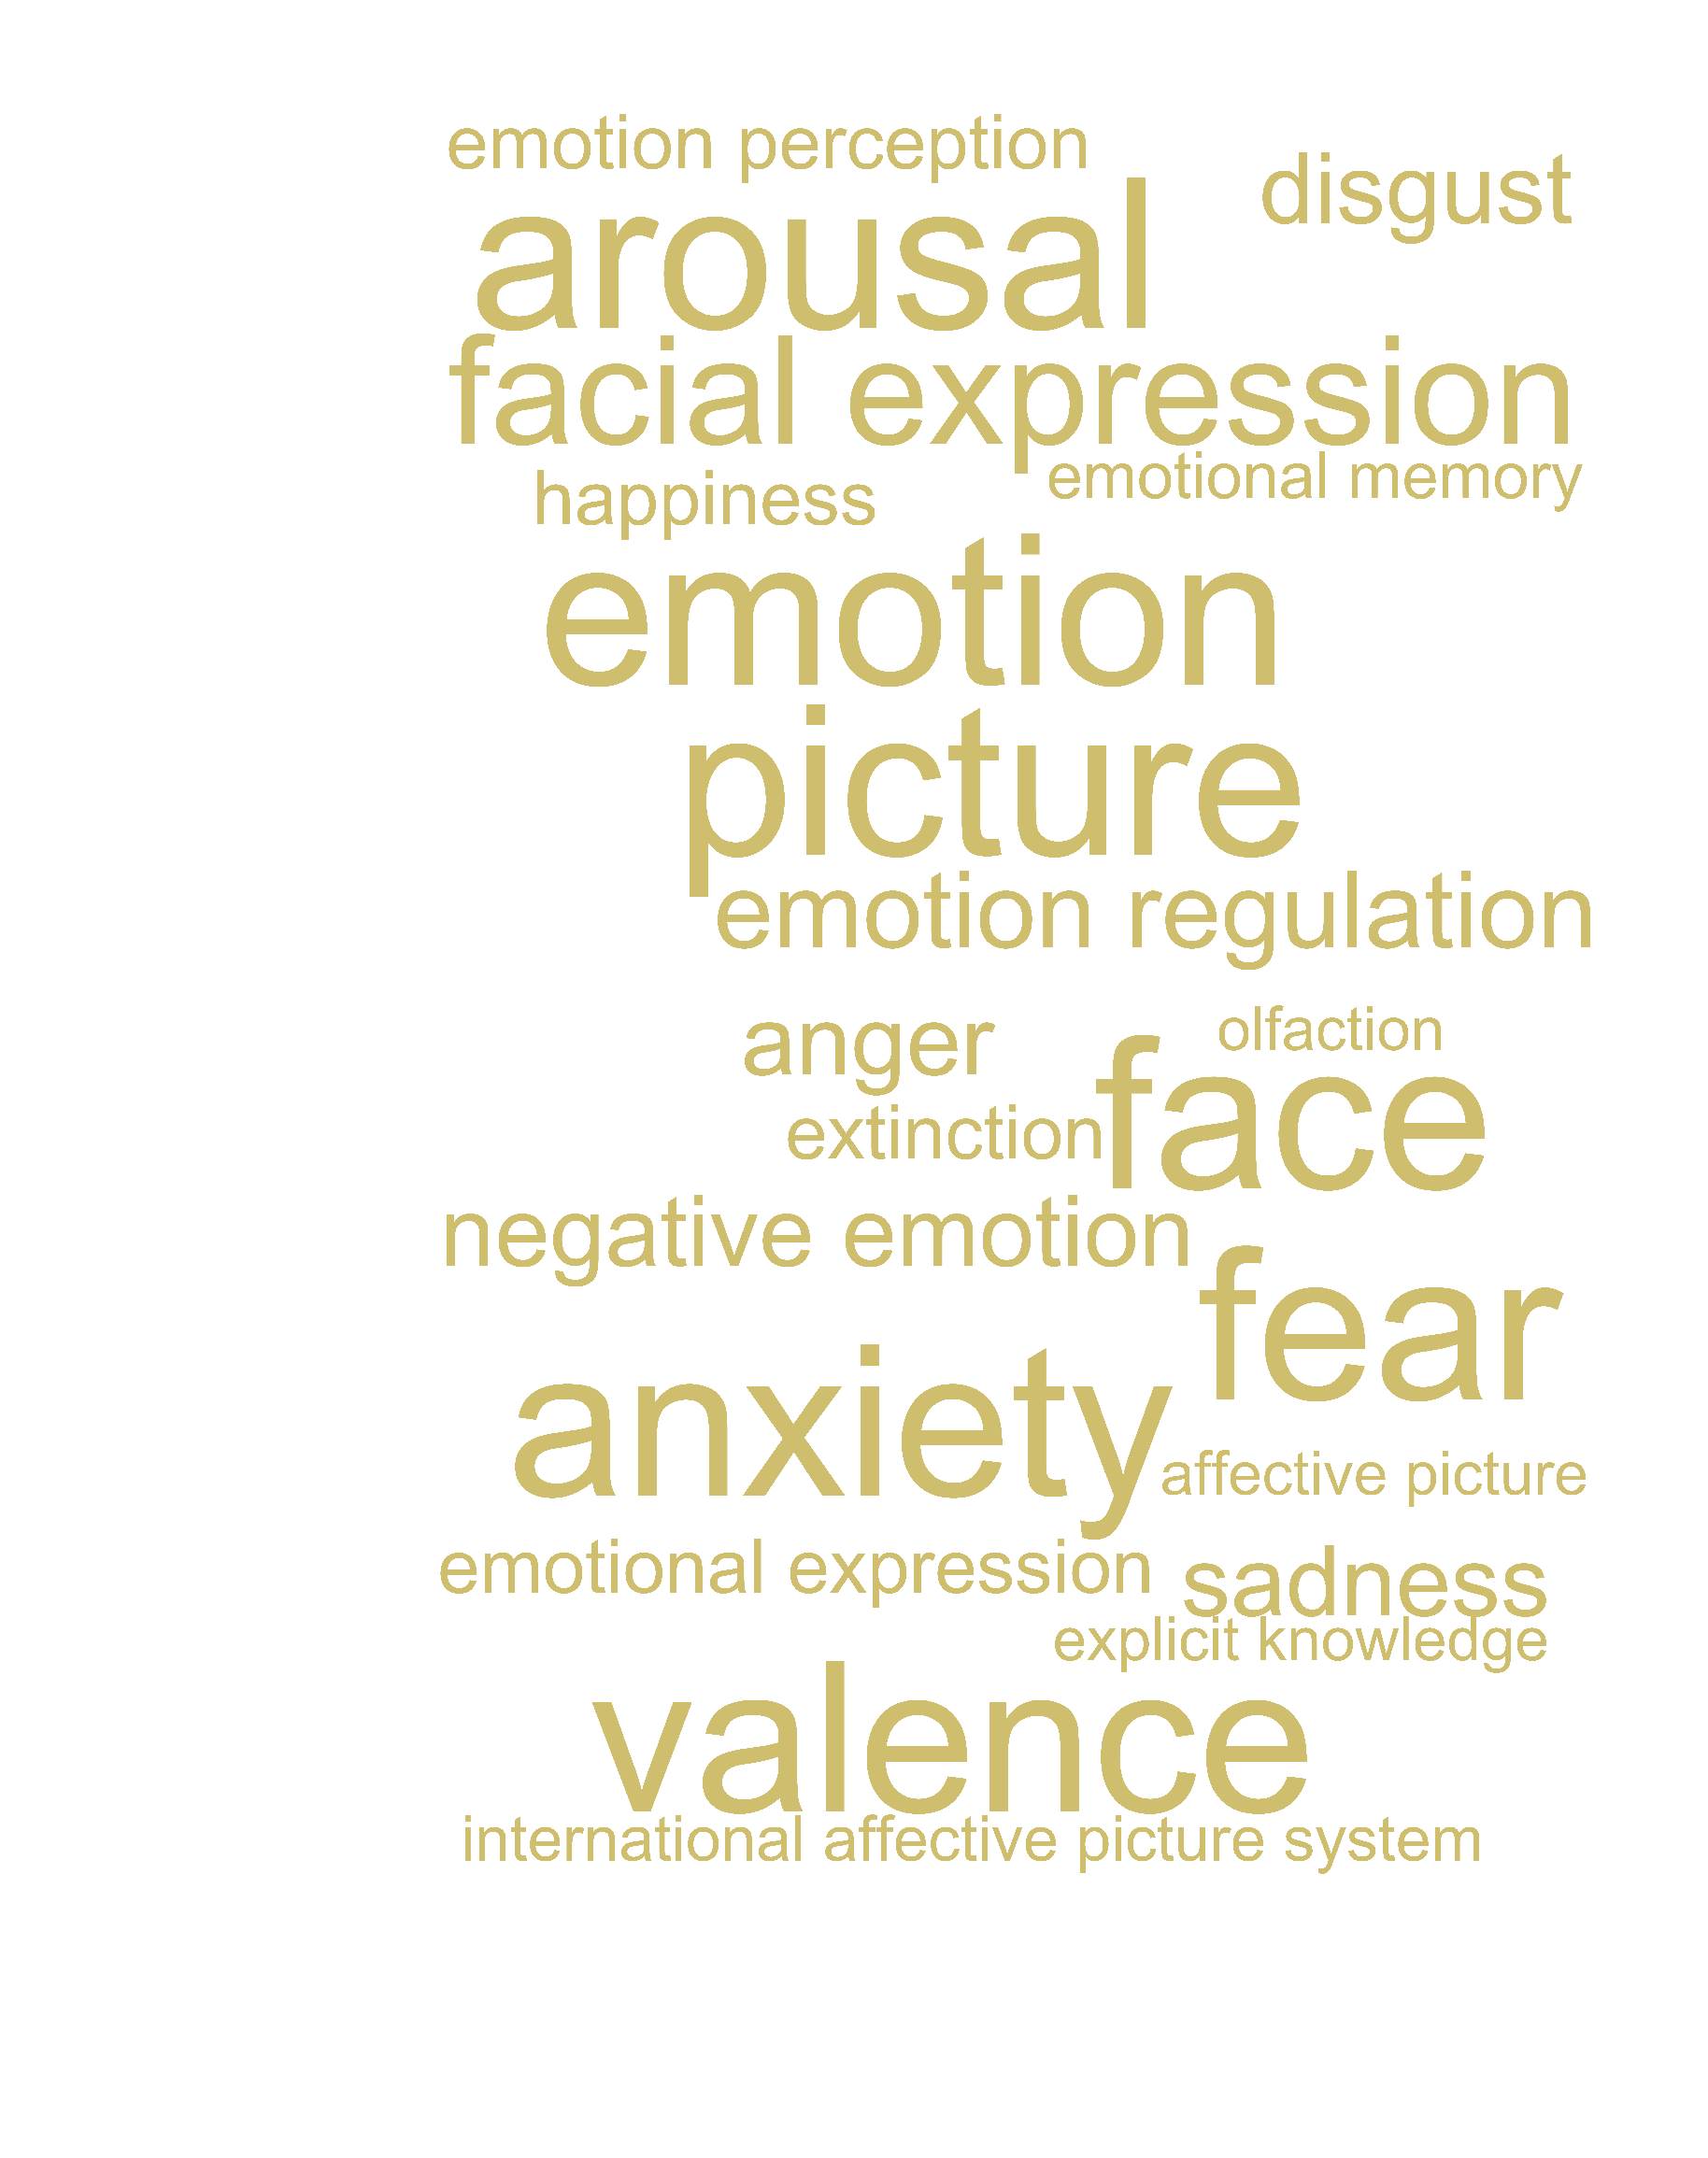 emotion perception
disgust
arousal
facial expression
emotional memory
happiness
emotion
picture
emotion regulation
anger
olfaction
face
extinction
negative emotion
fear
anxiety
affective picture
emotional expression
sadness
explicit knowledge
valence
international affective picture system